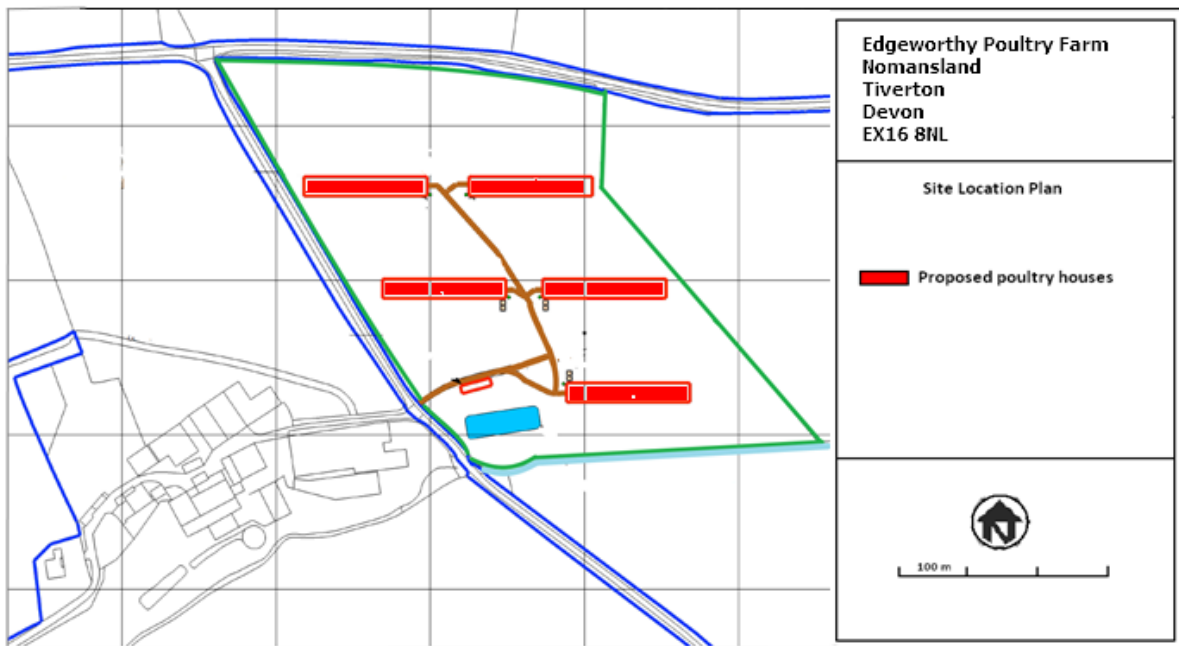 Edgeworthy Poultry Farm
Nomansland
Tiverton
Devon
EX16 8NL
Site Location Plan
Proposed poultry houses
N
100 m